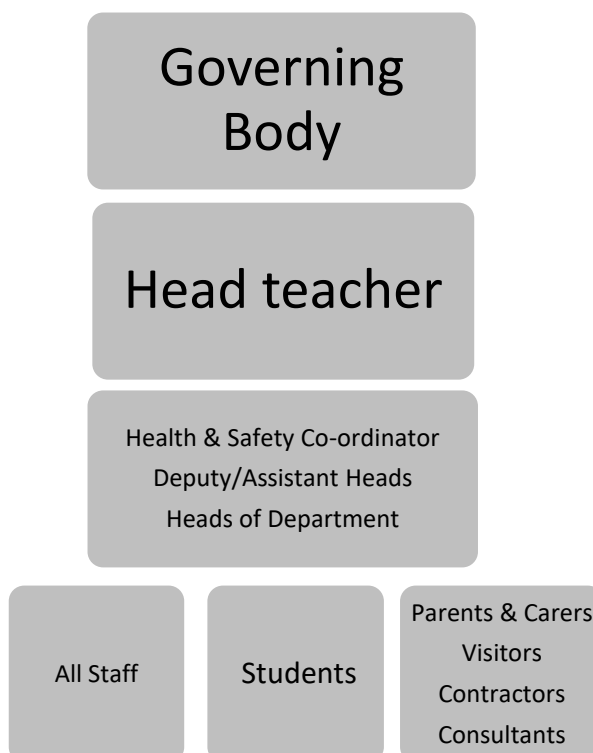 Governing
Body
Head teacher
Health & Safety Co-ordinator
Deputy/Assistant Heads
Heads of Department
All Staff
Students
Parents & Carers
Visitors
Contractors
Consultants